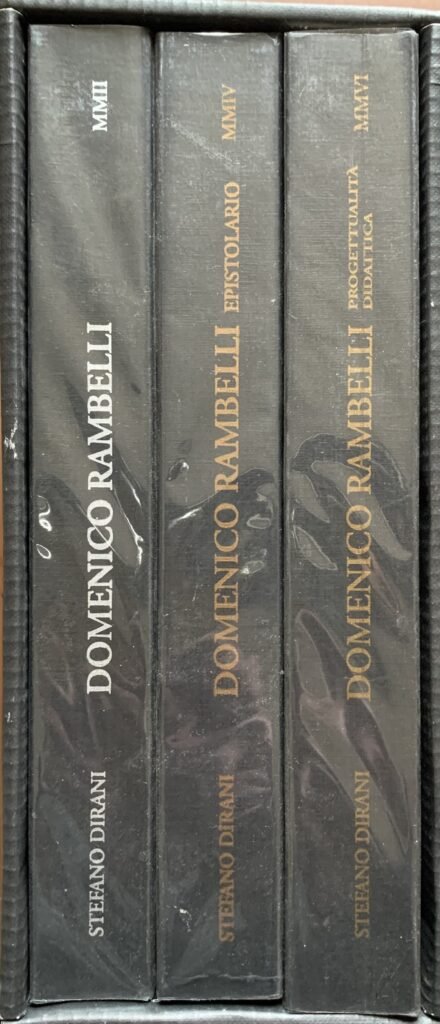 STEFANO DIRANI DOMENICO RAMBELLI MMII
STEFANO DIRANI DOMENICO RAMBELLI EPISTOLARIO MMIV
STEFANO DIRANI DOMENICO RAMBELLI PROGETTUALITÀ
DIDATTICA MMVI